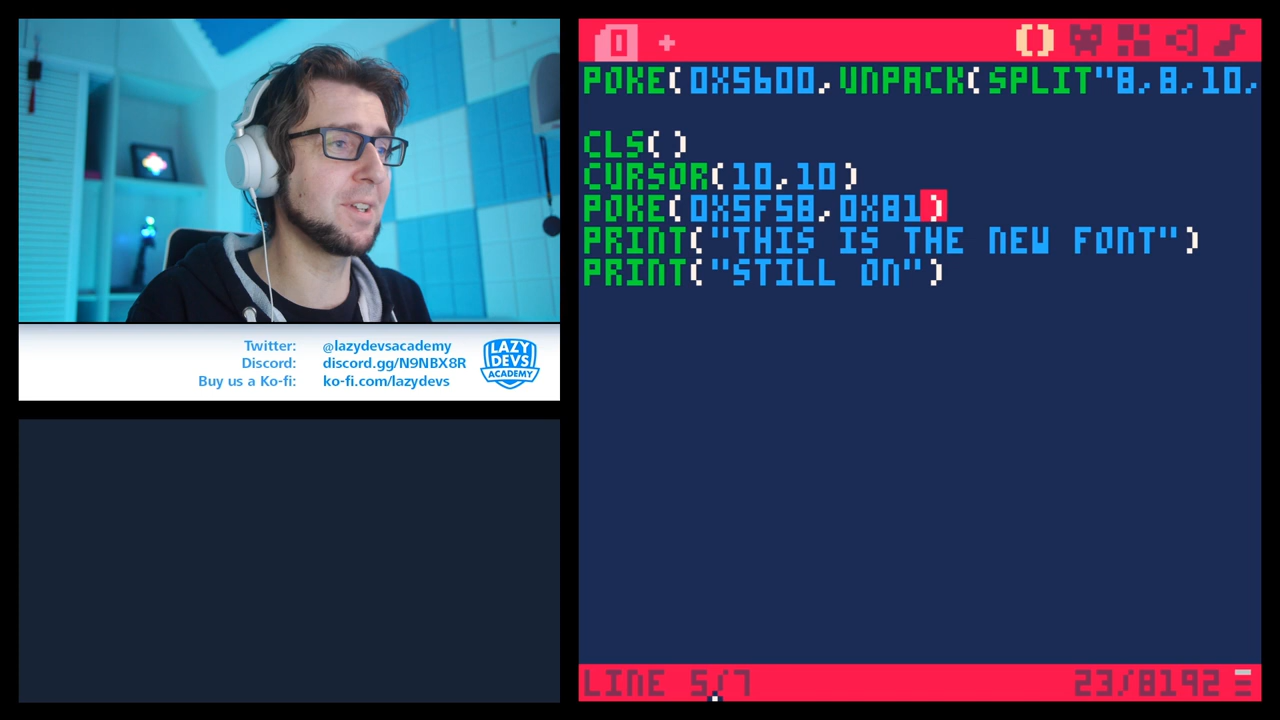 Twitter: @lazydevsacademy
Discord: discord.gg/N9NBX8R
Buy us a Ko-fi: ko-fi.com/lazydevs
LAZY
DEVS
ACADEMY
0 +
POKE(0X5600,UNPACK(SPLIT"8,8,10,
CLS()
CURSOR(10,10)
POKE(0X5F58,0X81)
PRINT("THIS IS THE NEW FONT")
PRINT("STILL ON")
LINE 5/7
23/8192